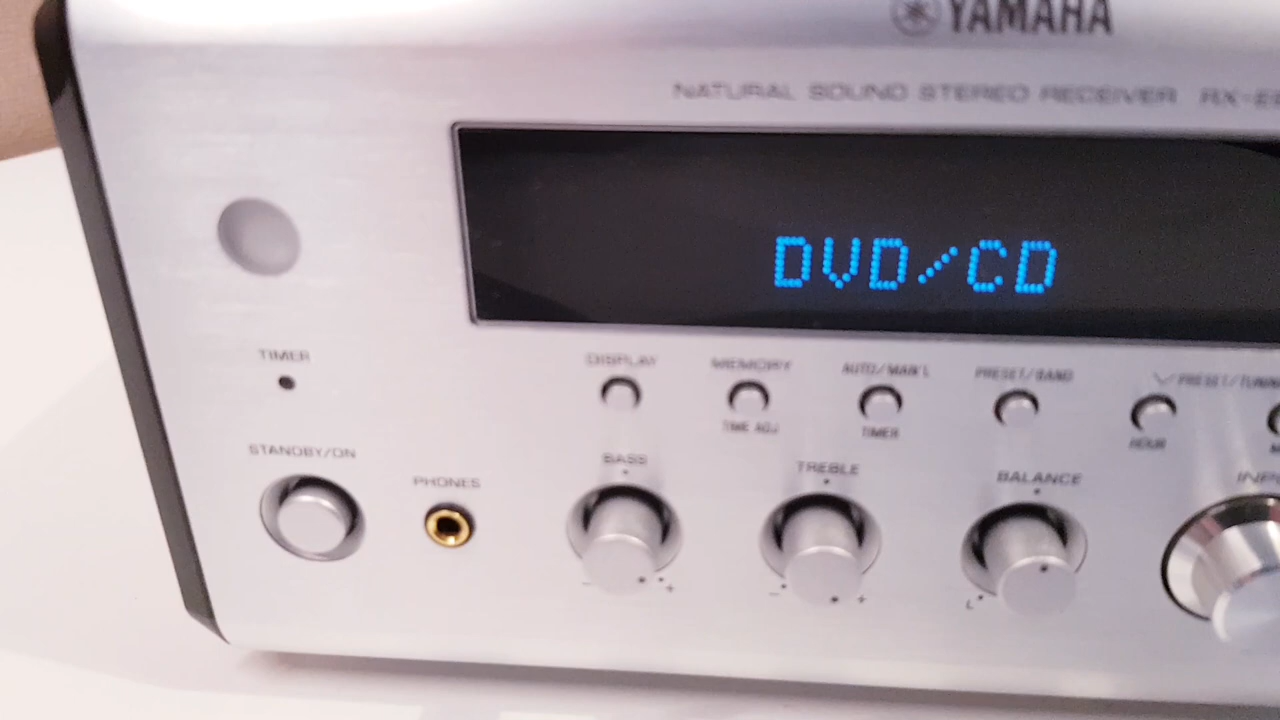 YAMAHA
NATURAL SOUND STEREO RECEIVER
DVD/CD
TIMER
DISPLAY
MEMORY
AUTO/MAN'L
PRESET/BAND
TIME ADJ
TIMER
HOUR
STANDBY/ON
PHONES
BASS
TREBLE
BALANCE
- +
- +
L